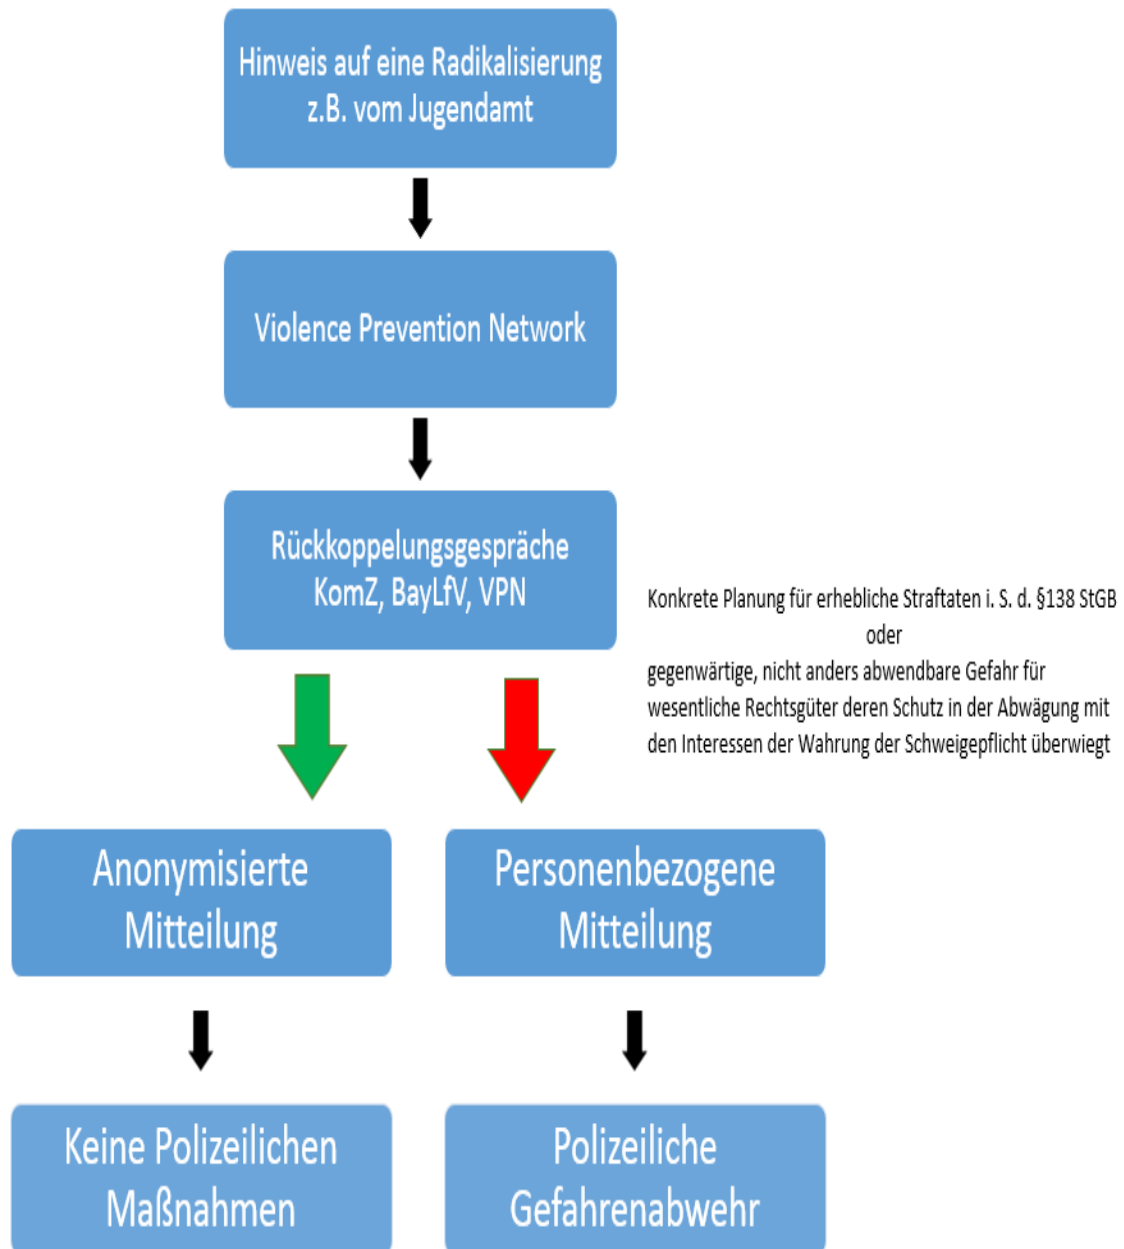 Hinweis auf eine Radikalisierung
z.B. vom Jugendamt
Violence Prevention Network
Rückkoppelungsgespräche
KomZ, BayLfV, VPN
Konkrete Planung für erhebliche Straftaten i. S. d. §138 StGB
oder
gegenwärtige, nicht anders abwendbare Gefahr für
wesentliche Rechtsgüter deren Schutz in der Abwägung mit
den Interessen der Wahrung der Schweigepflicht überwiegt
Anonymisierte
Mitteilung
Personenbezogene
Mitteilung
Keine Polizeilichen
Maßnahmen
Polizeiliche
Gefahrenabwehr